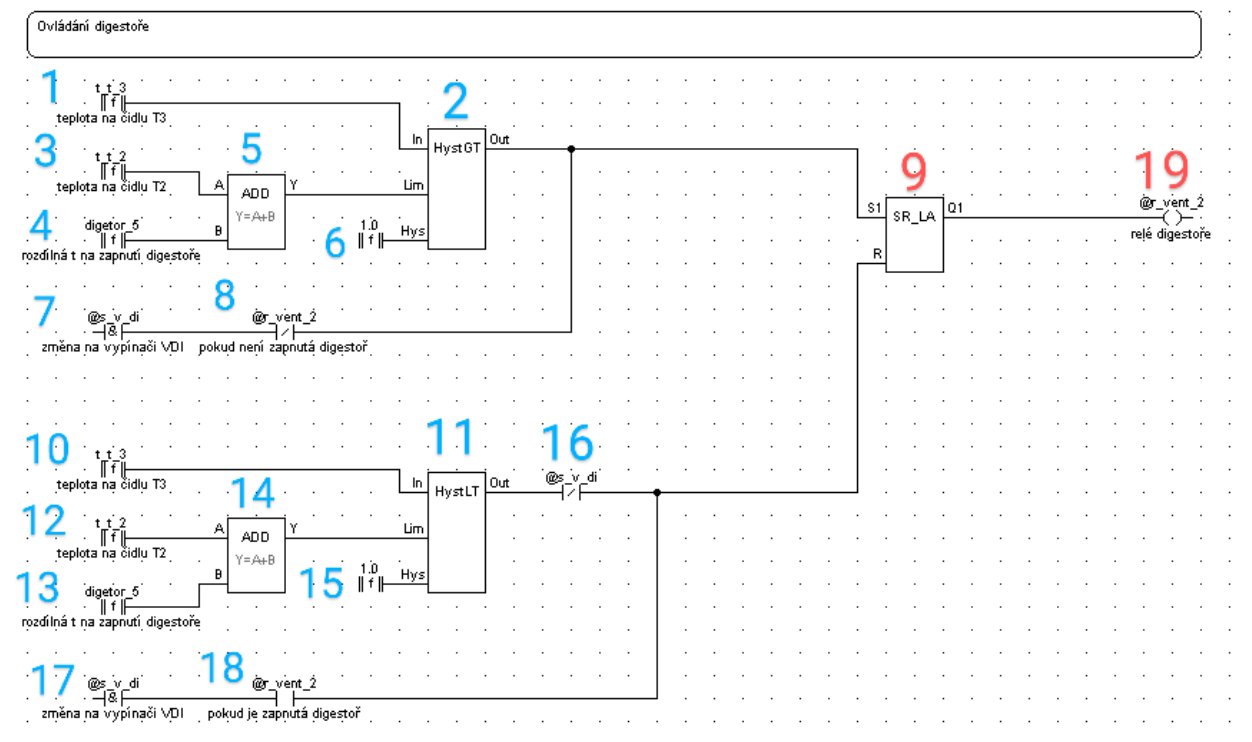 Ovládání digestoře
1
t_t_3
f
teplota na čidlu T3
2
In
HystGT
Out
Lim
Hys
3
t_t_2
f
teplota na čidlu T2
4
digetor_5
f
rozdílná t na zapnutí digestoře
5
A
ADD
Y
Y=A+B
B
6
1.0
f
7
@s_v_di
&
změna na vypínači VDI
8
@r_vent_2
/
pokud není zapnutá digestoř
9
S1
SR_LA
Q1
R
19
@r_vent_2
relé digestoře
10
t_t_3
f
teplota na čidlu T3
11
In
HystLT
Out
Lim
Hys
16
@s_v_di
/
12
t_t_2
f
teplota na čidlu T2
13
digetor_5
f
rozdílná t na zapnutí digestoře
14
A
ADD
Y
Y=A+B
B
15
1.0
f
17
@s_v_di
&
změna na vypínači VDI
18
@r_vent_2
pokud je zapnutá digestoř